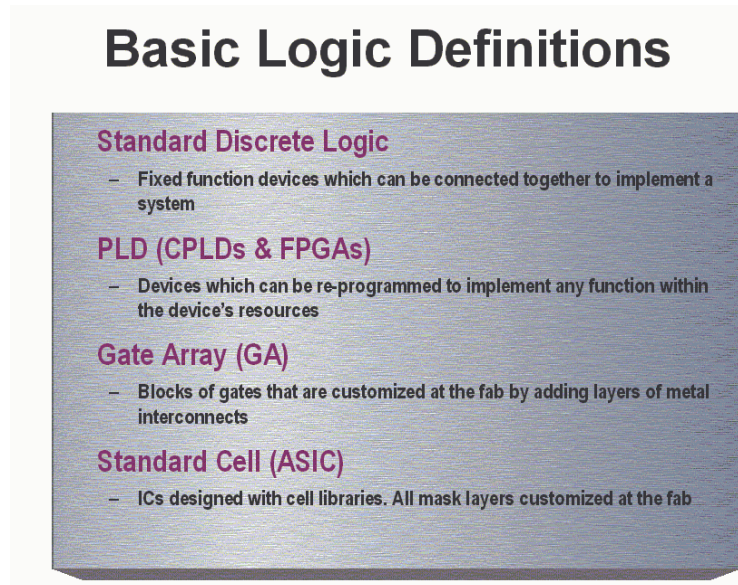 Basic Logic Definitions
Standard Discrete Logic
– Fixed function devices which can be connected together to implement a
system
PLD (CPLDs & FPGAs)
– Devices which can be re-programmed to implement any function within
the device's resources
Gate Array (GA)
– Blocks of gates that are customized at the fab by adding layers of metal
interconnects
Standard Cell (ASIC)
– ICs designed with cell libraries. All mask layers customized at the fab